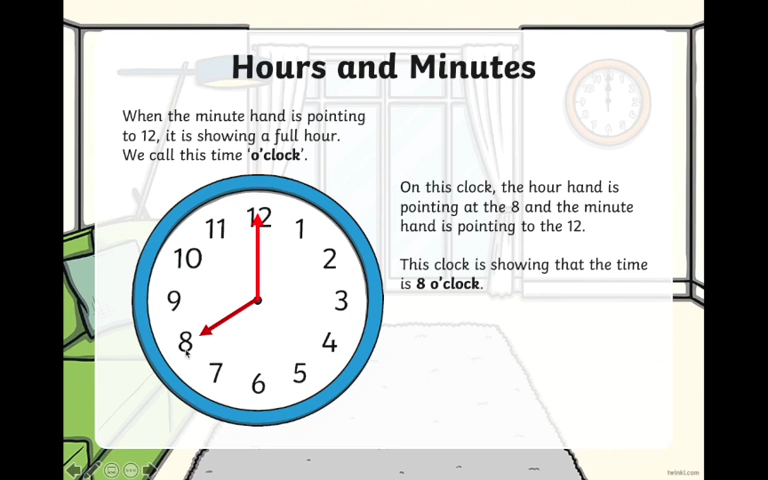 Hours and Minutes
When the minute hand is pointing
to 12, it is showing a full hour.
We call this time ‘o’clock’.
On this clock, the hour hand is
pointing at the 8 and the minute
hand is pointing to the 12.
This clock is showing that the time
is 8 o’clock.
12
1
2
3
4
5
6
7
8
9
10
11
twinkl.com